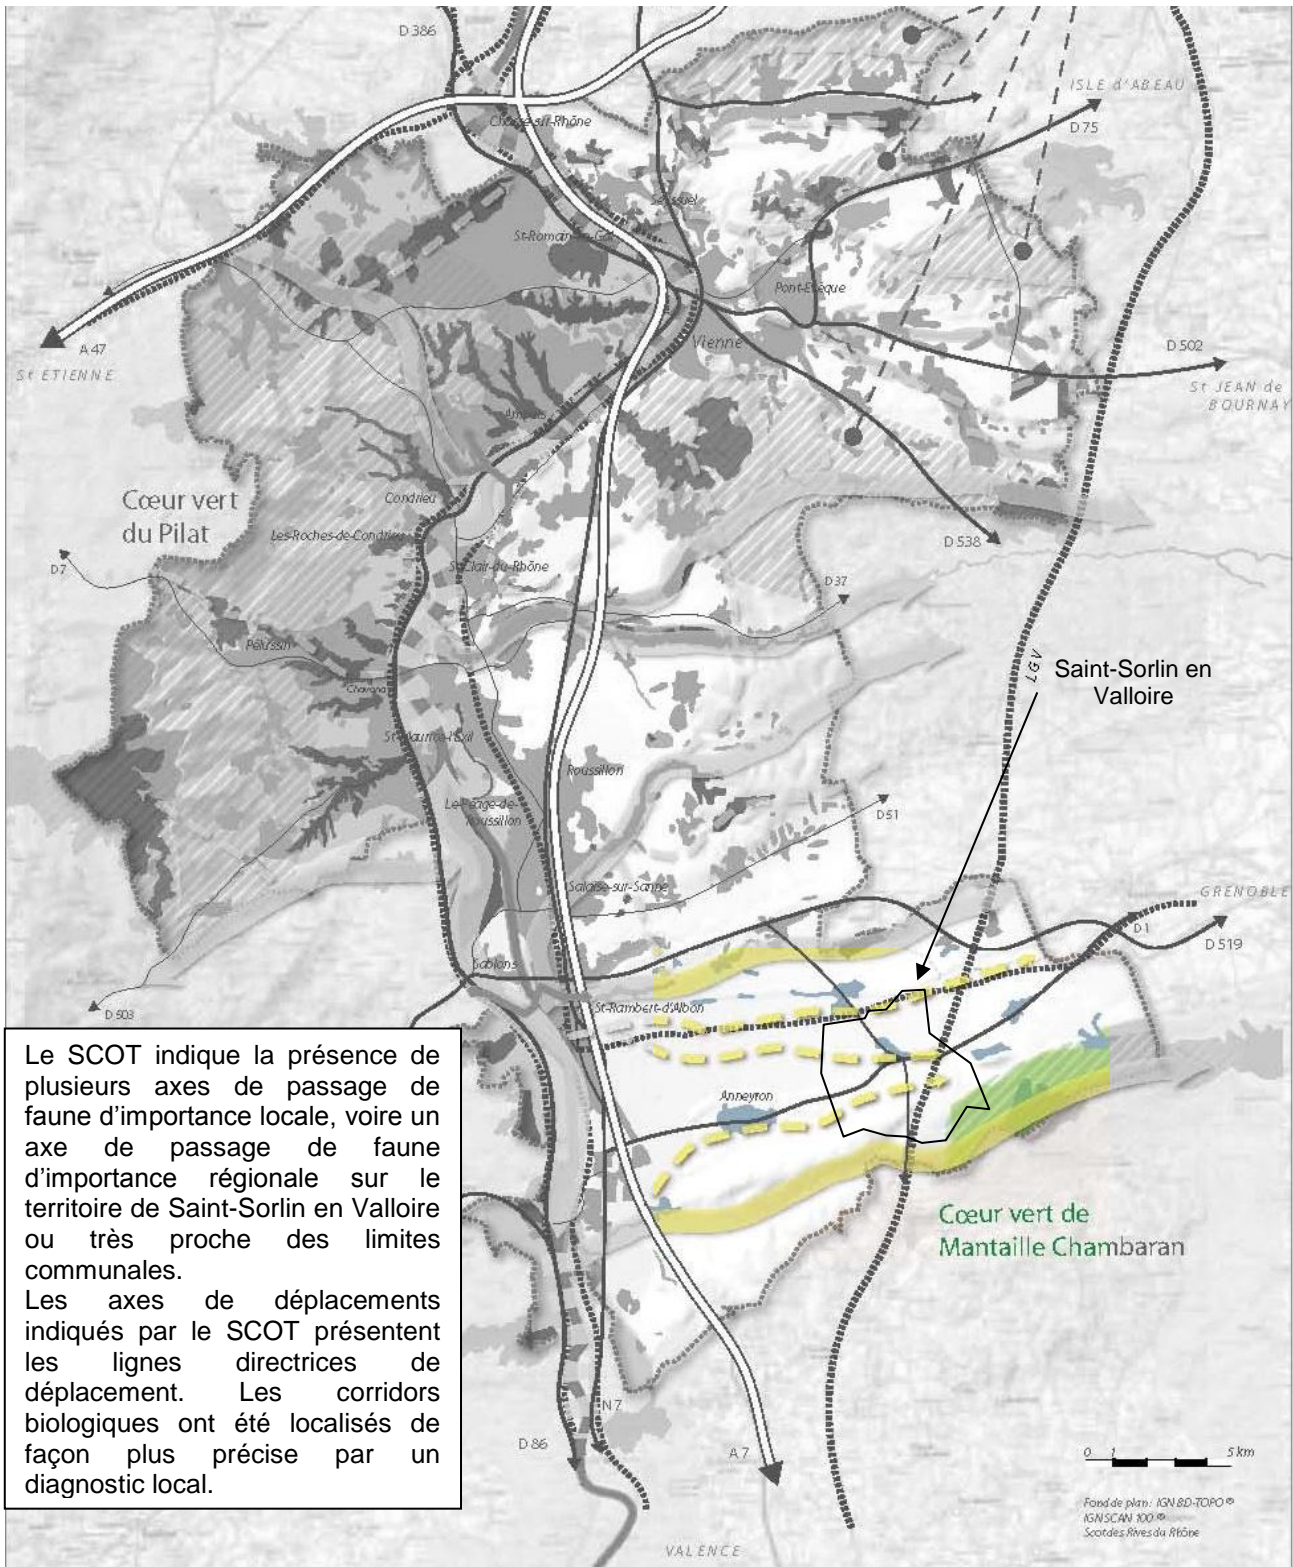 D 386
ISLE d'ABEAU
D 75
Chasse-sur-Rhône
Seyssuel
St-Romain-en-Gal
Pont-Evêque
Vienne
A 47
St ETIENNE
D 502
St JEAN de
BOURNAY
Ampuis
Cœur vert
du Pilat
Condrieu
Les-Roches-de-Condrieu
D 538
D7
St-Clair-du-Rhône
D 37
Pélussin
Chavanay
LGV
Saint-Sorlin en
Valloire
St-Maurice-l'Exil
Roussillon
Le-Péage-de-
Roussillon
D 51
Salaise-sur-Sanne
GRENOBLE
D1
D 519
Sablons
St-Rambert-d'Albon
D 503
Le SCOT indique la présence de
plusieurs axes de passage de
faune d'importance locale, voire un
axe de passage de faune
d'importance régionale sur le
territoire de Saint-Sorlin en Valloire
ou très proche des limites
communales.
Les axes de déplacements
indiqués par le SCOT présentent
les lignes directrices de
déplacement. Les corridors
biologiques ont été localisés de
façon plus précise par un
diagnostic local.
Anneyron
Cœur vert de
Mantaille Chambaran
N 7
D 86
A 7
0 1 5 km
Fond de plan : IGN BD-TOPO ®
IGN SCAN 100 ®
Scot des Rives du Rhône
VALENCE